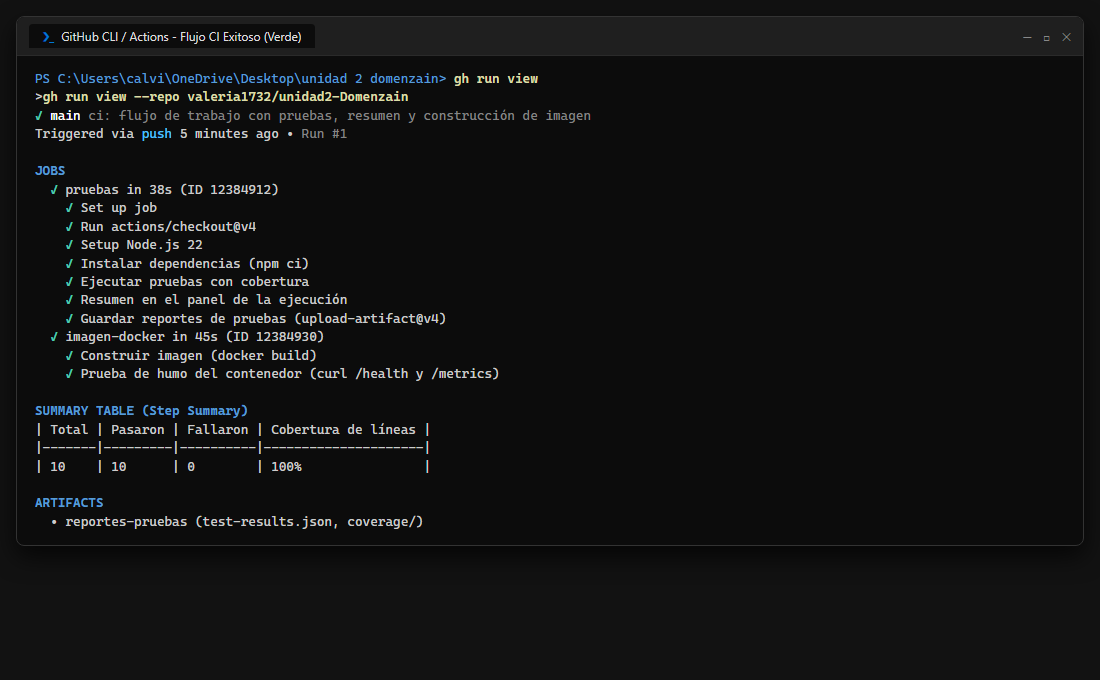 GitHub CLI / Actions - Flujo CI Exitoso (Verde)
PS C:\Users\calvi\OneDrive\Desktop\unidad 2 domenzain> gh run view
>gh run view --repo valeria1732/unidad2-Domenzain
✓ main ci: flujo de trabajo con pruebas, resumen y construcción de imagen
Triggered via push 5 minutes ago • Run #1
JOBS
✓ pruebas in 38s (ID 12384912)
✓ Set up job
✓ Run actions/checkout@v4
✓ Setup Node.js 22
✓ Instalar dependencias (npm ci)
✓ Ejecutar pruebas con cobertura
✓ Resumen en el panel de la ejecución
✓ Guardar reportes de pruebas (upload-artifact@v4)
✓ imagen-docker in 45s (ID 12384930)
✓ Construir imagen (docker build)
✓ Prueba de humo del contenedor (curl /health y /metrics)
SUMMARY TABLE (Step Summary)
| Total | Pasaron | Fallaron | Cobertura de líneas |
|-------|---------|----------|---------------------|
| 10    | 10      | 0        | 100%                |
ARTIFACTS
• reportes-pruebas (test-results.json, coverage/)